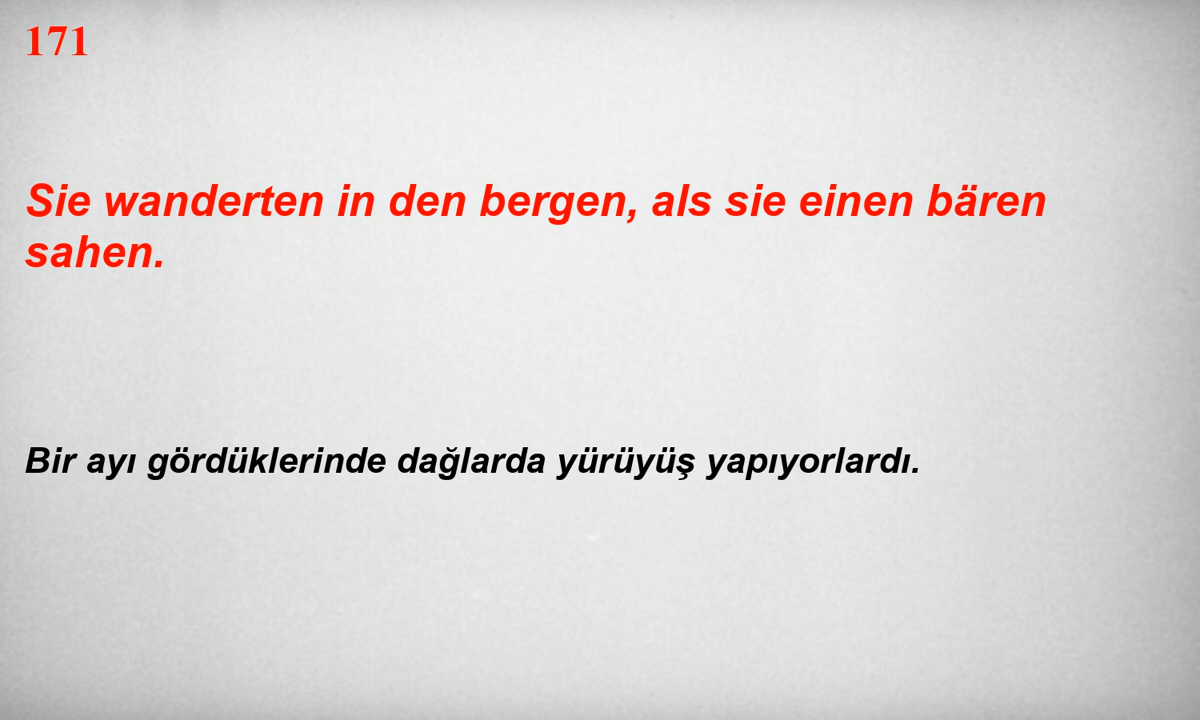 171
Sie wanderten in den bergen, als sie einen bären
sahen.
Bir ayı gördüklerinde dağlarda yürüyüş yapıyorlardı.